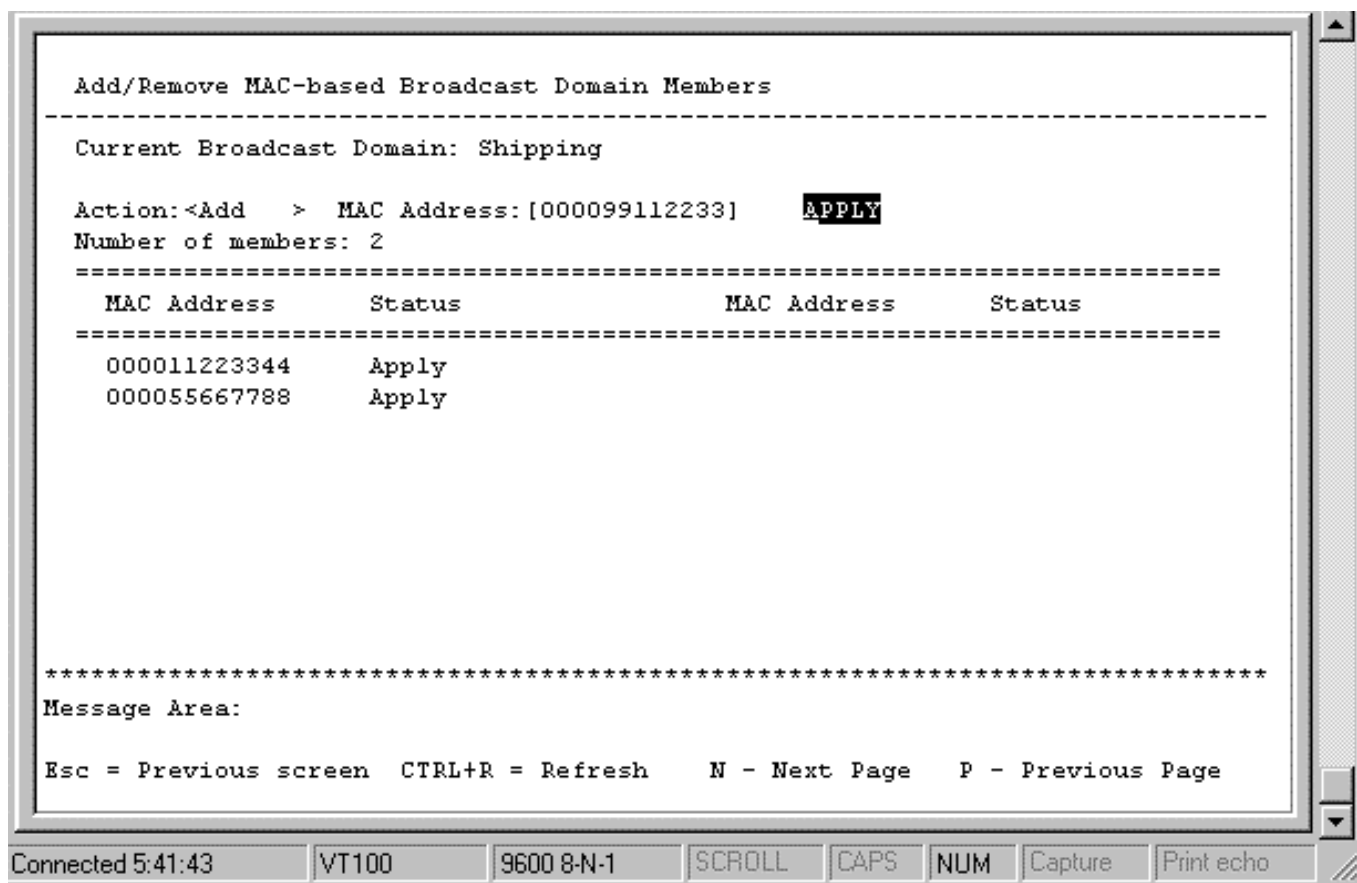 Add/Remove MAC-based Broadcast Domain Members
--------------------------------------------------------------------------------
Current Broadcast Domain: Shipping
Action:<Add   >  MAC Address:[000099112233]    APPLY
Number of members: 2
==========================================================================
MAC Address      Status                 MAC Address      Status
==========================================================================
000011223344     Apply
000055667788     Apply
********************************************************************************
Message Area:
Esc = Previous screen  CTRL+R = Refresh    N - Next Page   P - Previous Page
Connected 5:41:43 VT100 9600 8-N-1 SCROLL CAPS NUM Capture Print echo